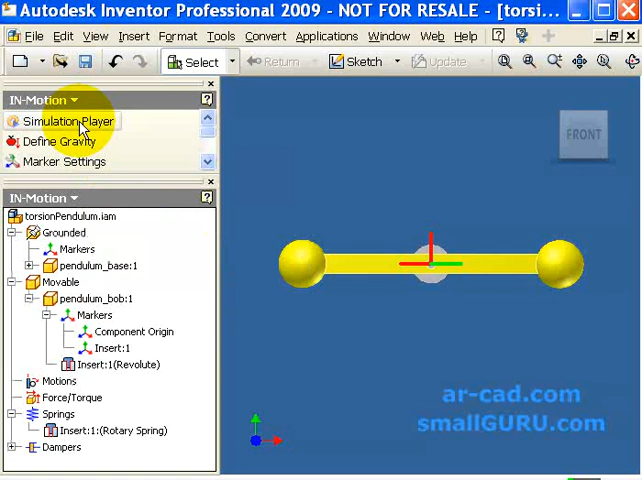 Autodesk Inventor Professional 2009 - NOT FOR RESALE - [torsi...
File Edit View Insert Format Tools Convert Applications Window Web Help
Select Return Sketch Update
IN-Motion
Simulation Player
Define Gravity
Marker Settings
IN-Motion
torsionPendulum.iam
Grounded
Markers
pendulum_base:1
Movable
pendulum_bob:1
Markers
Component Origin
Insert:1
Insert:1(Revolute)
Motions
Force/Torque
Springs
Insert:1:(Rotary Spring)
Dampers
FRONT
ar-cad.com
smallGURU.com